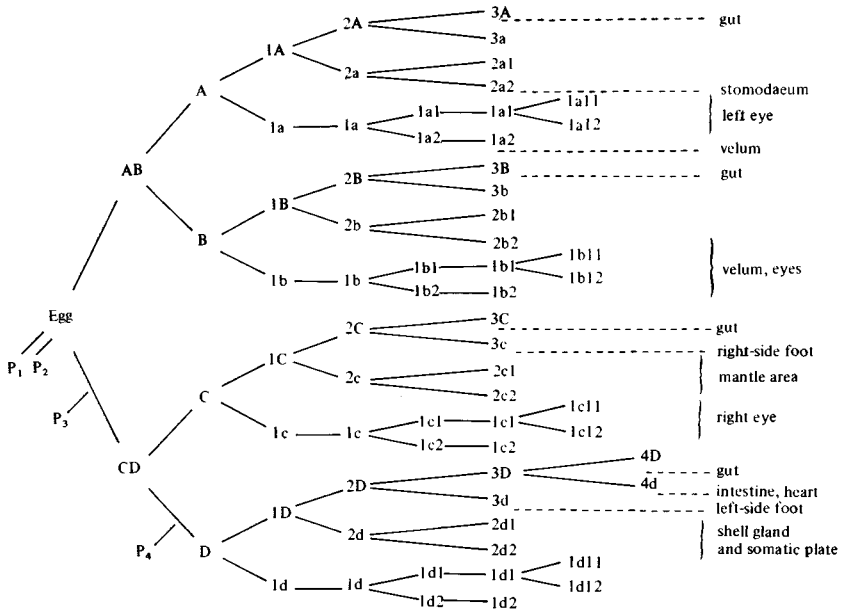 3A
2A
gut
3a
1A
2a1
2a
2a2
A
stomodaeum
1a11
1a1
1a1
left eye
1a
1a
1a12
1a2
1a2
velum
AB
3B
2B
gut
3b
1B
2b1
2b
B
2b2
1b11
1b1
1b1
velum, eyes
1b
1b
1b12
1b2
1b2
Egg
3C
2C
gut
P1
P2
3c
1C
right-side foot
2c1
2c
mantle area
C
2c2
1c11
P3
1c1
1c1
right eye
1c
1c
1c12
1c2
1c2
4D
CD
3D
gut
2D
4d
intestine, heart
3d
left-side foot
1D
2d1
shell gland
2d
and somatic plate
P4
D
2d2
1d11
1d1
1d1
1d
1d
1d12
1d2
1d2